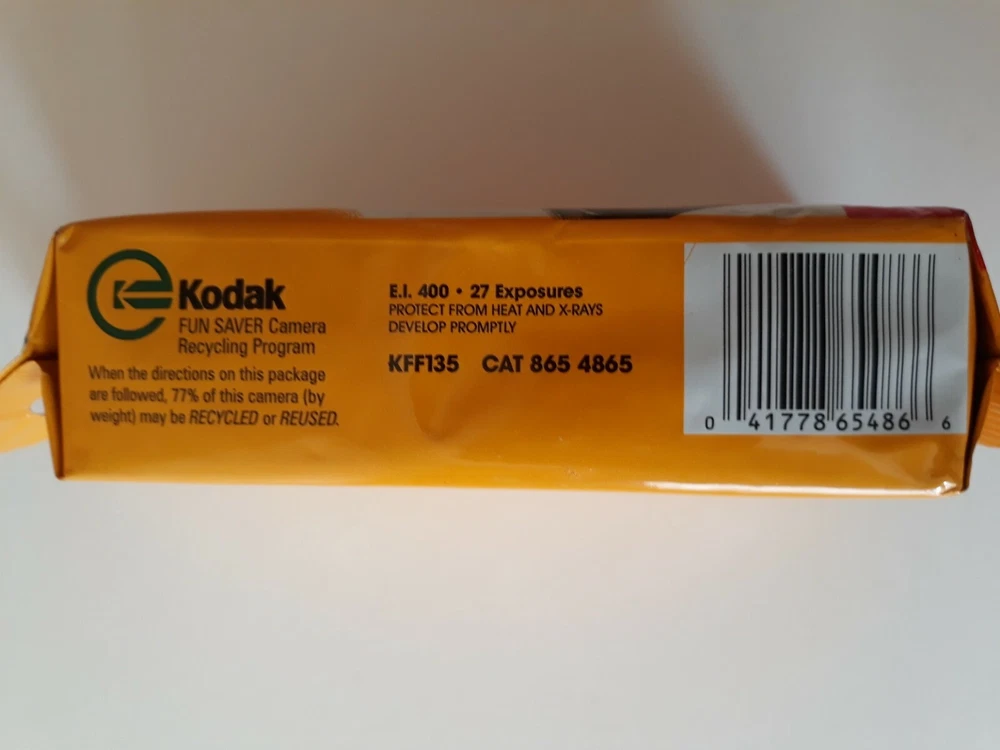 Kodak
FUN SAVER Camera
Recycling Program
When the directions on this package
are followed, 77% of this camera (by
weight) may be RECYCLED or REUSED.
E.I. 400 • 27 Exposures
PROTECT FROM HEAT AND X-RAYS
DEVELOP PROMPTLY
KFF135 CAT 865 4865
0 41778 65486 6